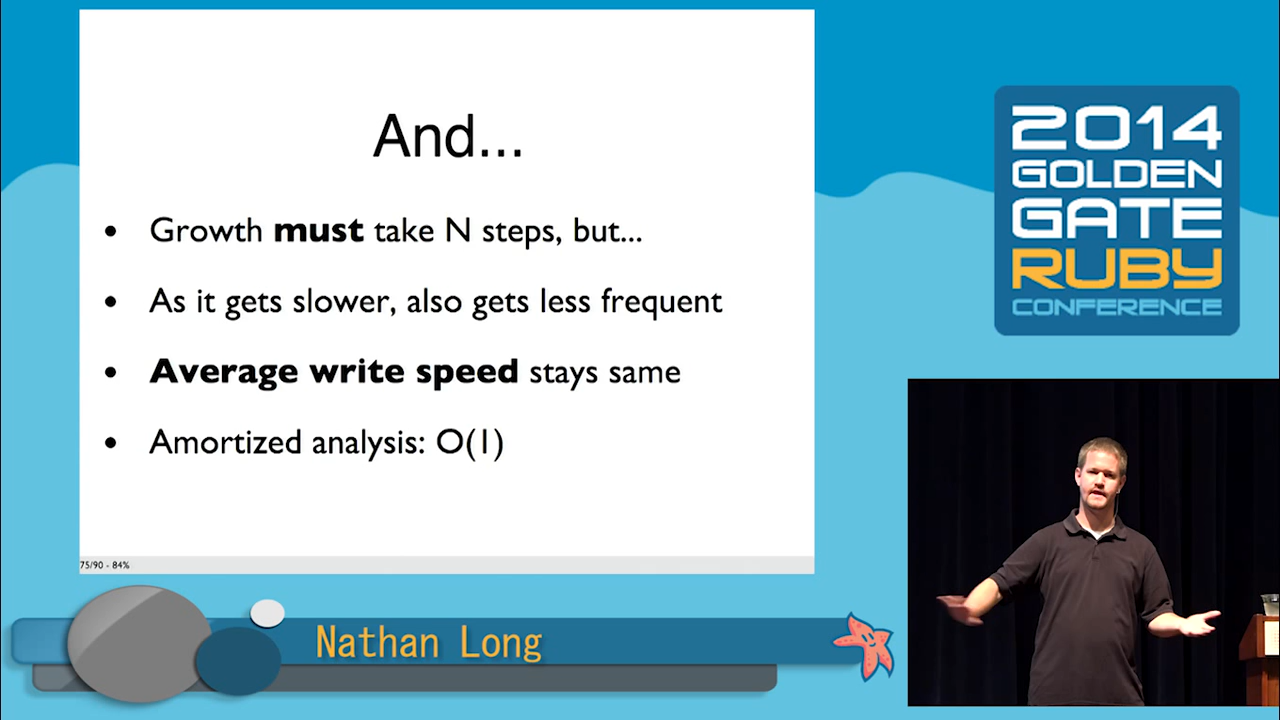 And...
• Growth must take N steps, but...
• As it gets slower, also gets less frequent
• Average write speed stays same
• Amortized analysis: O(1)
75/90 - 84%
2014
GOLDEN
GATE
RUBY
CONFERENCE
Nathan Long